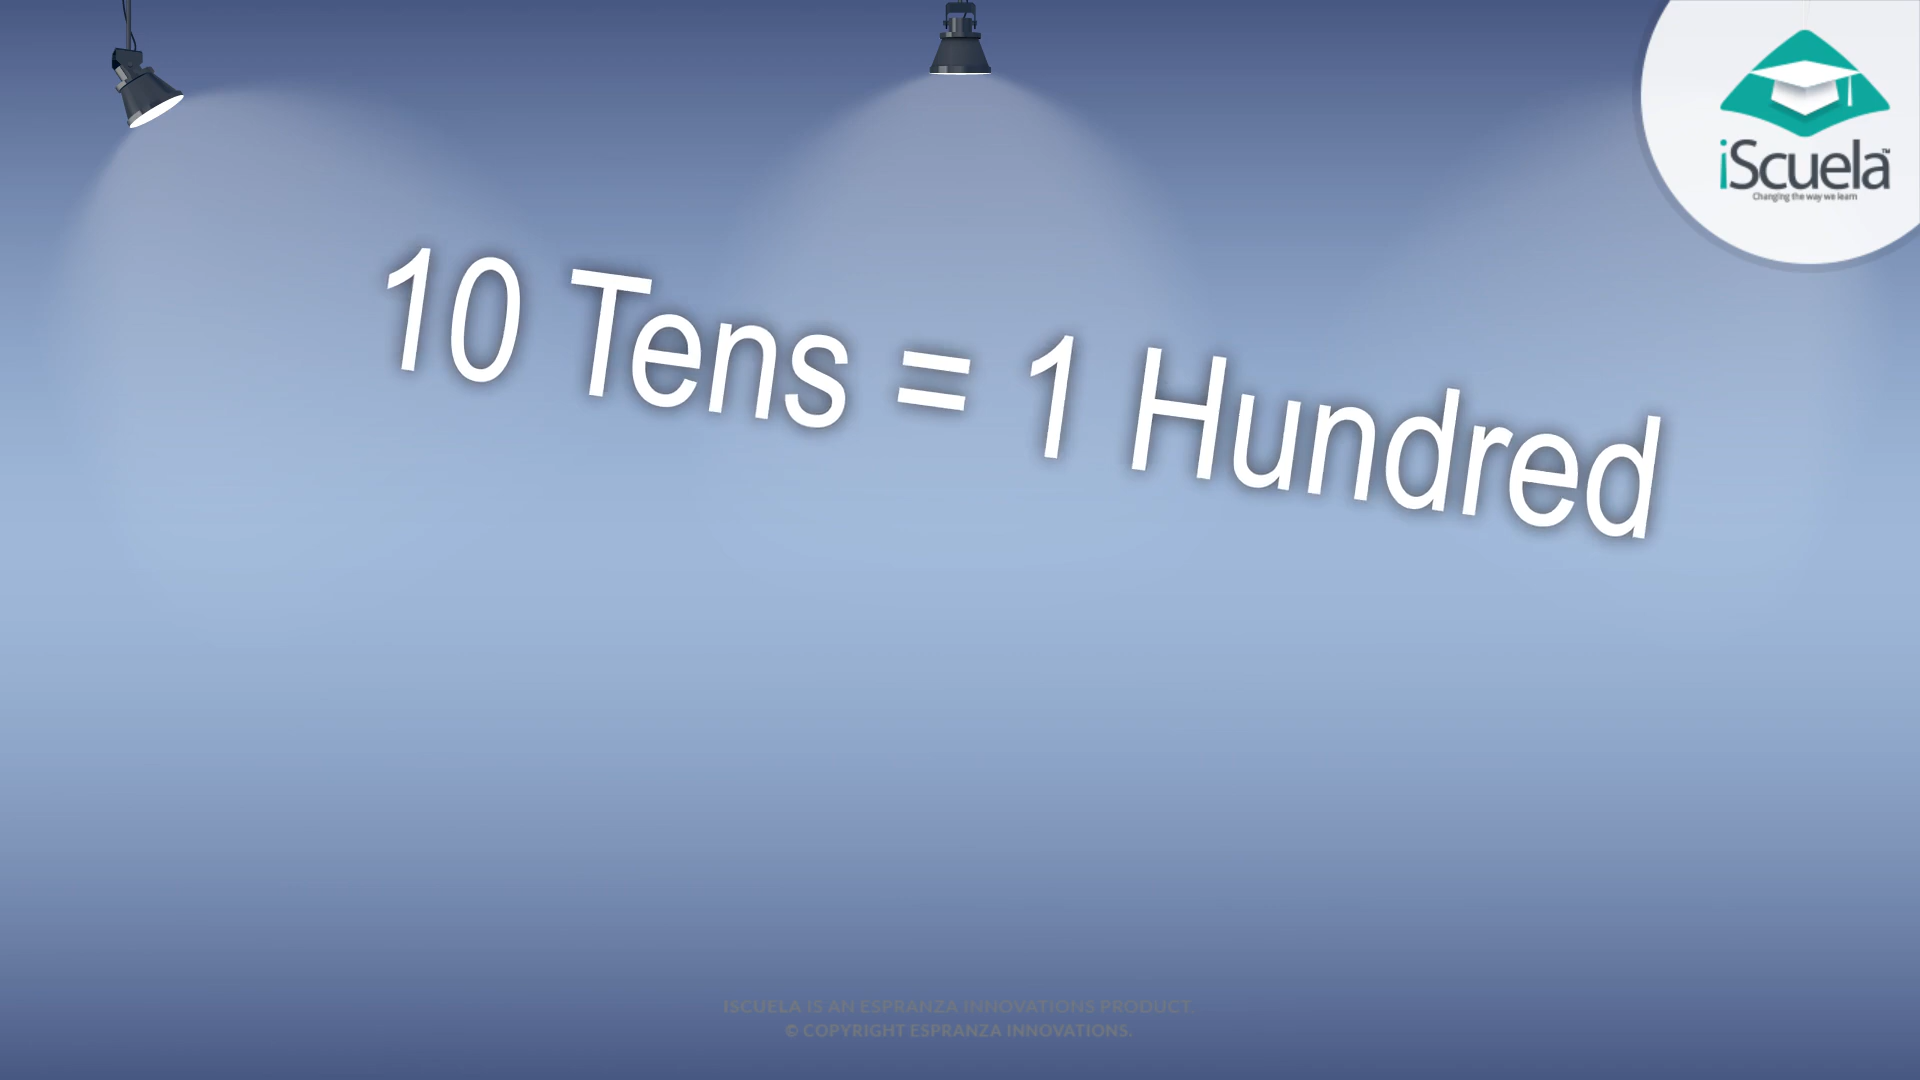 iScuela™
Changing the way we learn
10 Tens = 1 Hundred
ISCUELA IS AN ESPRANZA INNOVATIONS PRODUCT.
© COPYRIGHT ESPRANZA INNOVATIONS.